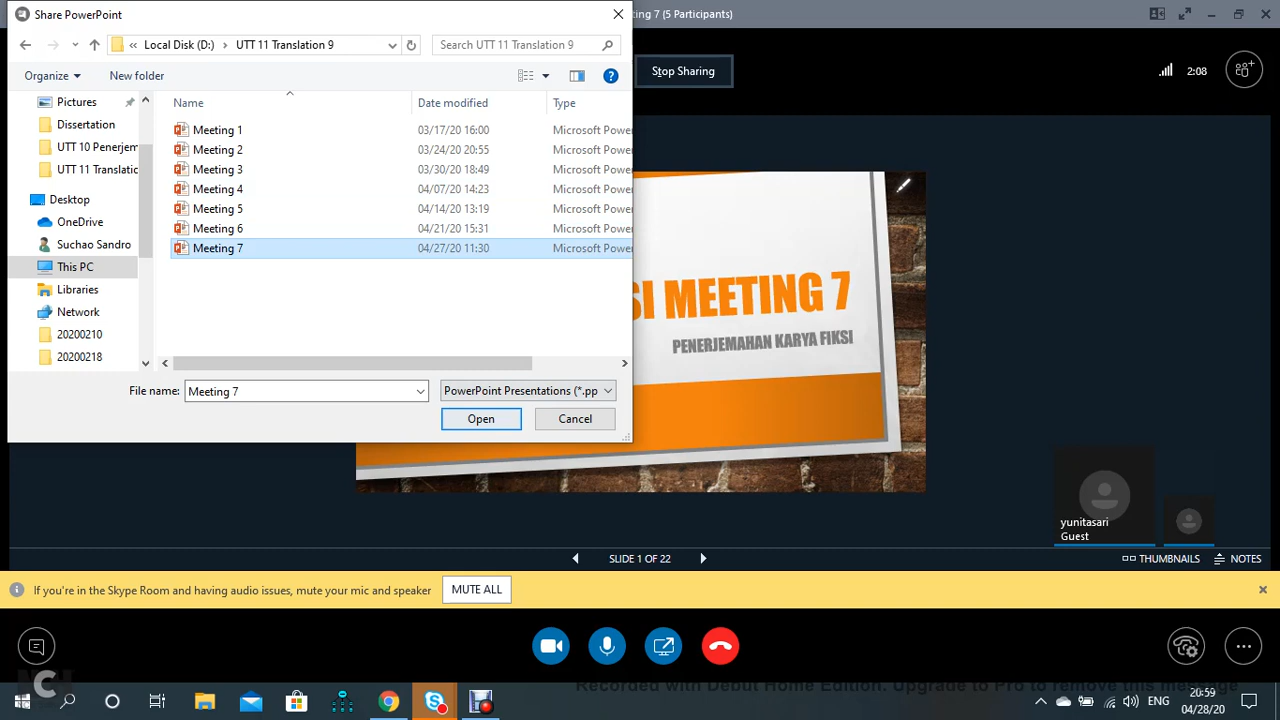 Share PowerPoint
ng 7 (5 Participants)
Local Disk (D:)
UTT 11 Translation 9
Search UTT 11 Translation 9
Stop Sharing
2:08
Organize
New folder
Name
Date modified
Type
Pictures
Dissertation
UTT 10 Penerjem
UTT 11 Translatic
Desktop
OneDrive
Suchao Sandro
This PC
Libraries
Network
20200210
20200218
Meeting 1 03/17/20 16:00 Microsoft Power
Meeting 2 03/24/20 20:55 Microsoft Power
Meeting 3 03/30/20 18:49 Microsoft Power
Meeting 4 04/07/20 14:23 Microsoft Power
Meeting 5 04/14/20 13:19 Microsoft Power
Meeting 6 04/21/20 15:31 Microsoft Power
Meeting 7 04/27/20 11:30 Microsoft Power
File name:
Meeting 7
PowerPoint Presentations (*.pp
Open
Cancel
SI MEETING 7
PENERJEMAHAN KARYA FIKSI
yunitasari
Guest
SLIDE 1 OF 22
THUMBNAILS
NOTES
If you're in the Skype Room and having audio issues, mute your mic and speaker
MUTE ALL
NCH
Recorded with Debut Home Edition. Upgrade to Pro to remove this message
ENG
20:59
04/28/20